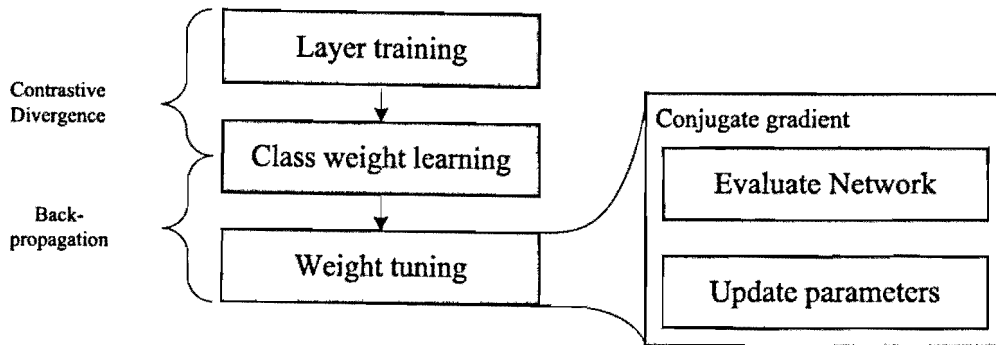 Layer training
Contrastive
Divergence
Class weight learning
Back-
propagation
Weight tuning
Conjugate gradient
Evaluate Network
Update parameters